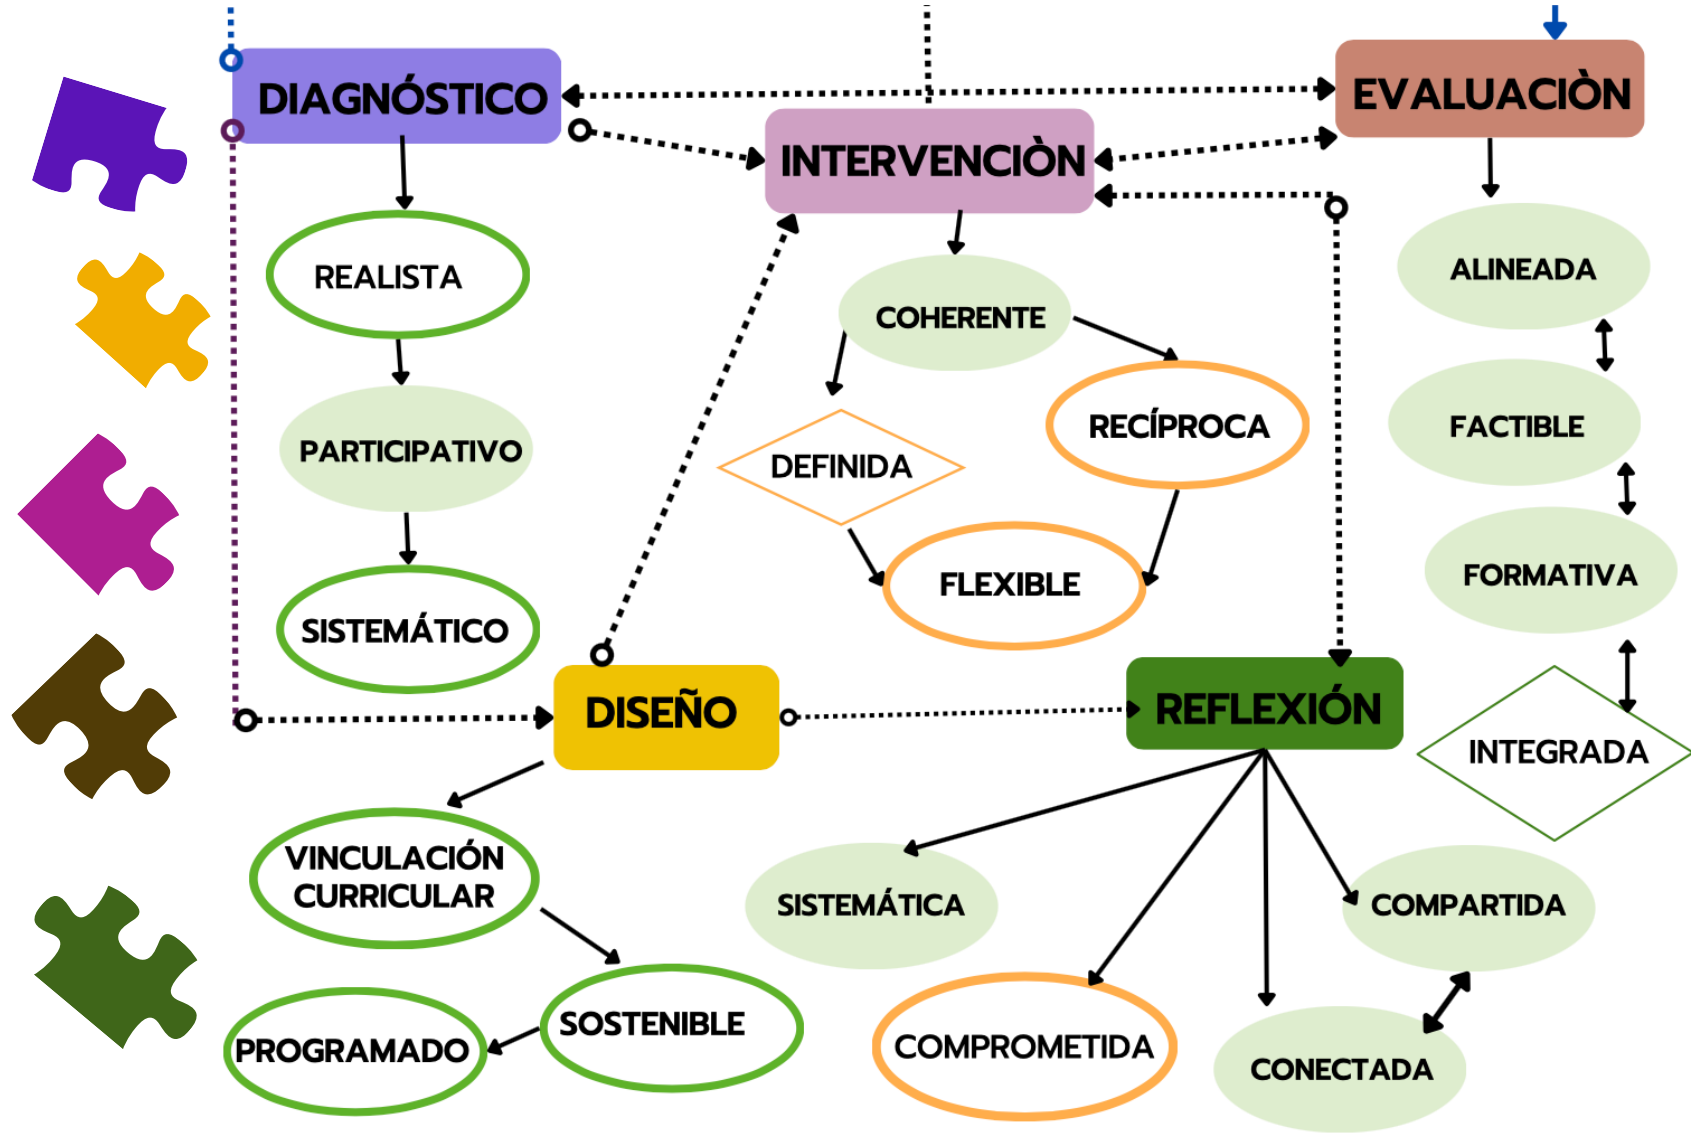 DIAGNÓSTICO
EVALUACIÒN
INTERVENCIÒN
REALISTA
PARTICIPATIVO
SISTEMÁTICO
COHERENTE
DEFINIDA
RECÍPROCA
FLEXIBLE
ALINEADA
FACTIBLE
FORMATIVA
INTEGRADA
DISEÑO
REFLEXIÓN
VINCULACIÓN
CURRICULAR
SOSTENIBLE
PROGRAMADO
SISTEMÁTICA
COMPROMETIDA
CONECTADA
COMPARTIDA